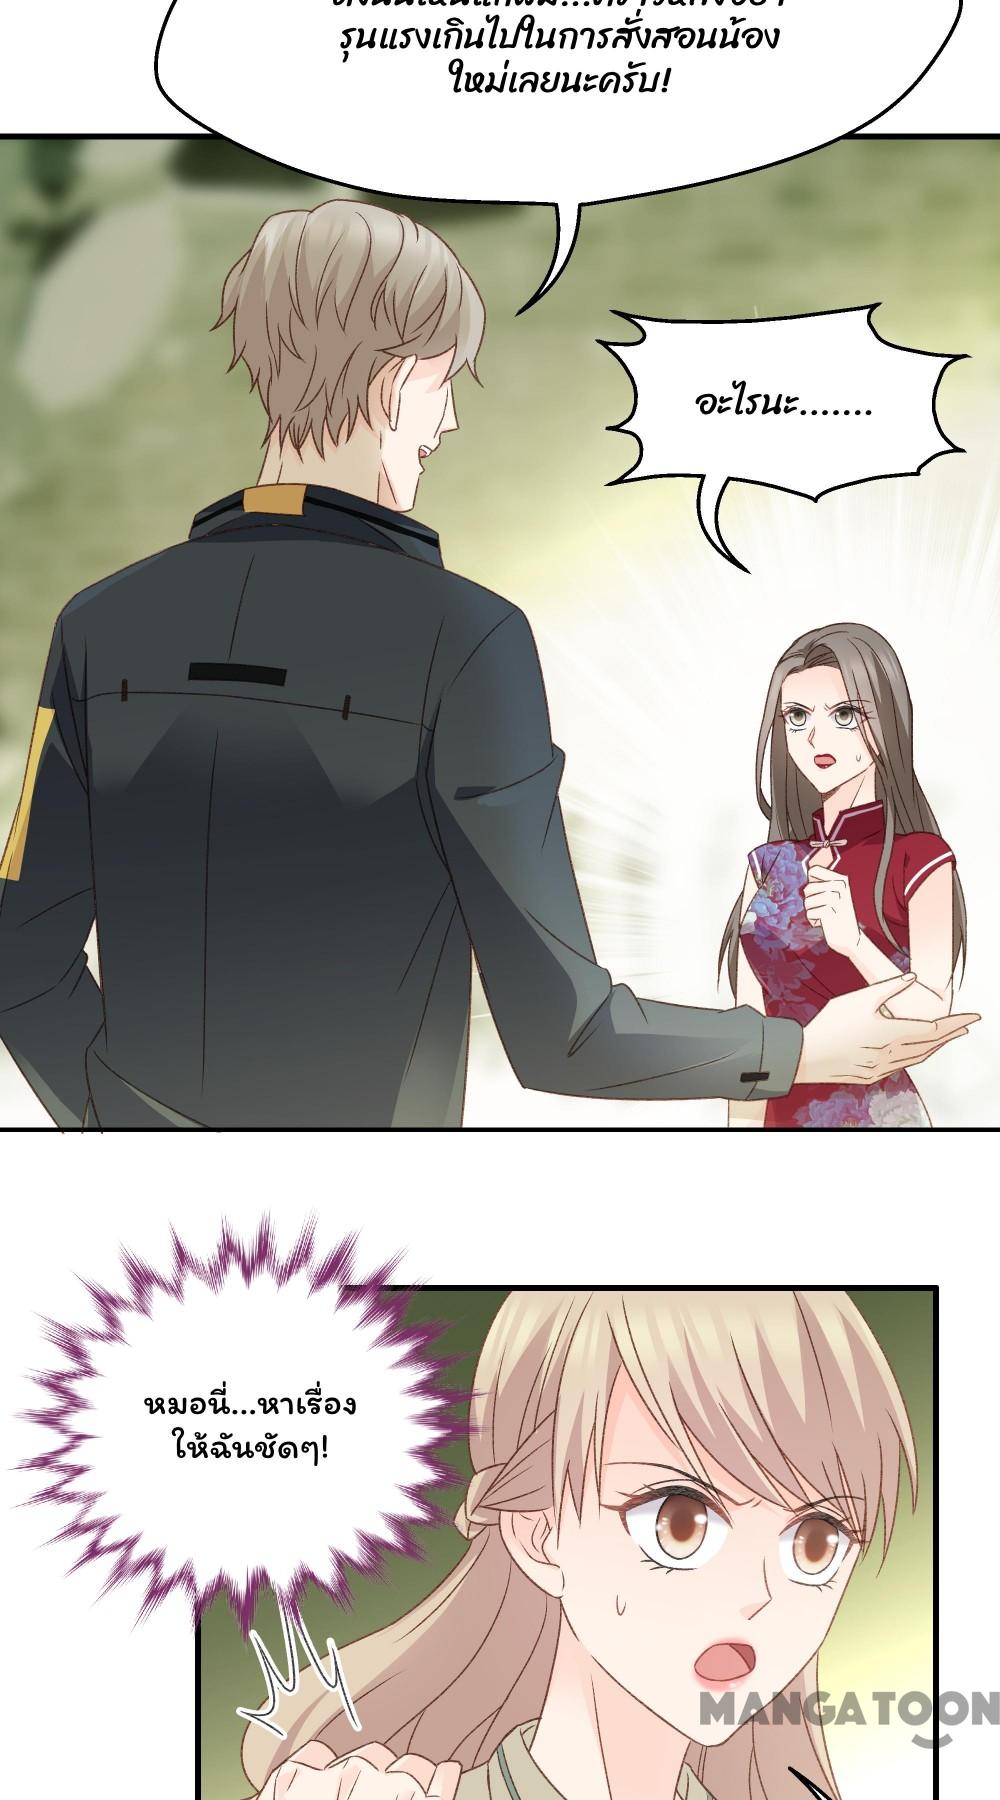 รุนแรงเกินไปในการสั่งสอนน้อง
ใหม่เลยนะครับ!
อะไรนะ.......
หมอนี่...หาเรื่อง
ให้ฉันชัดๆ!
MANGATOON